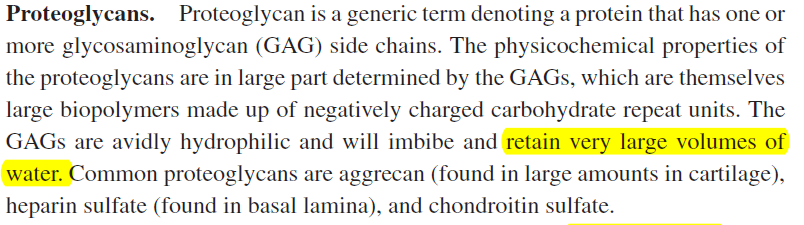 Proteoglycans. Proteoglycan is a generic term denoting a protein that has one or
more glycosaminoglycan (GAG) side chains. The physicochemical properties of
the proteoglycans are in large part determined by the GAGs, which are themselves
large biopolymers made up of negatively charged carbohydrate repeat units. The
GAGs are avidly hydrophilic and will imbibe and retain very large volumes of
water. Common proteoglycans are aggrecan (found in large amounts in cartilage),
heparin sulfate (found in basal lamina), and chondroitin sulfate.